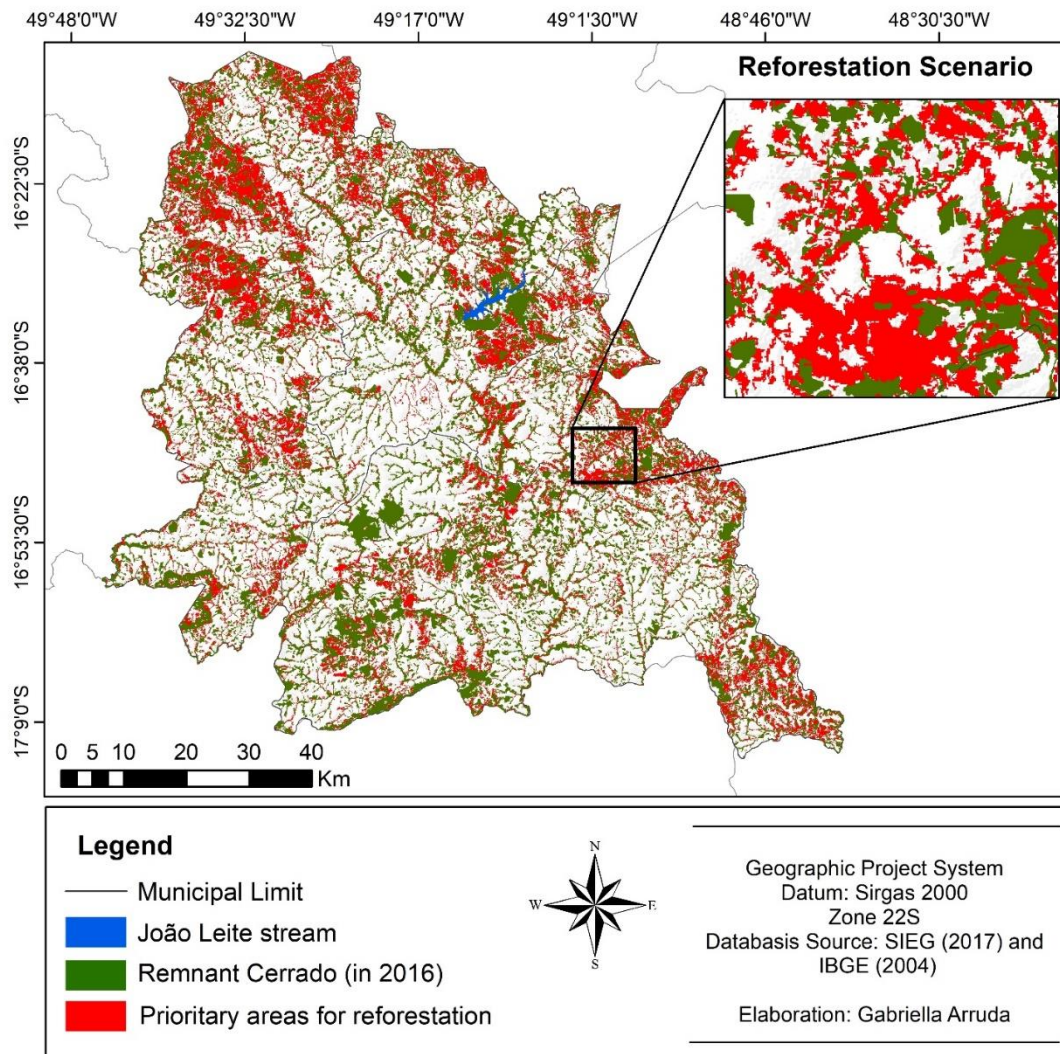 49°48'0"W 49°32'30"W 49°17'0"W 49°1'30"W 48°46'0"W 48°30'30"W
Reforestation Scenario
16°22'30"S
16°38'0"S
16°53'30"S
17°9'0"S
0 5 10 20 30 40
Km
Legend
Municipal Limit
João Leite stream
Remnant Cerrado (in 2016)
Prioritary areas for reforestation
N
W E
S
Geographic Project System
Datum: Sirgas 2000
Zone 22S
Databasis Source: SIEG (2017) and
IBGE (2004)
Elaboration: Gabriella Arruda